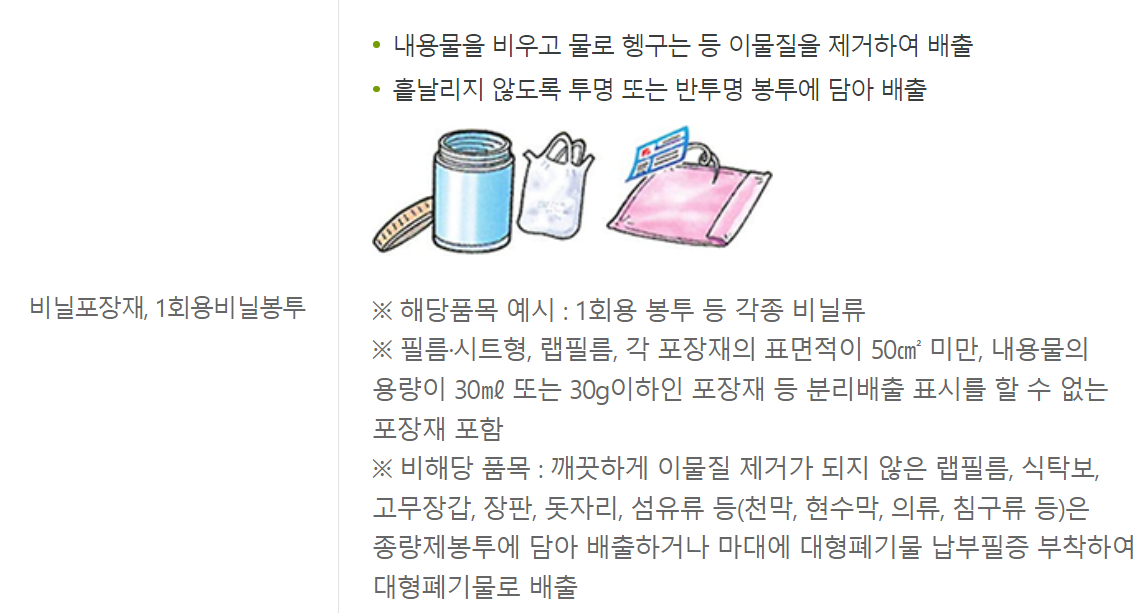 내용물을 비우고 물로 헹구는 등 이물질을 제거하여 배출
흩날리지 않도록 투명 또는 반투명 봉투에 담아 배출
비닐포장재, 1회용비닐봉투
※ 해당품목 예시 : 1회용 봉투 등 각종 비닐류
※ 필름·시트형, 랩필름, 각 포장재의 표면적이 50㎠ 미만, 내용물의
용량이 30㎖ 또는 30g이하인 포장재 등 분리배출 표시를 할 수 없는
포장재 포함
※ 비해당 품목 : 깨끗하게 이물질 제거가 되지 않은 랩필름, 식탁보,
고무장갑, 장판, 돗자리, 섬유류 등(천막, 현수막, 의류, 침구류 등)은
종량제봉투에 담아 배출하거나 마대에 대형폐기물 납부필증 부착하여
대형폐기물로 배출